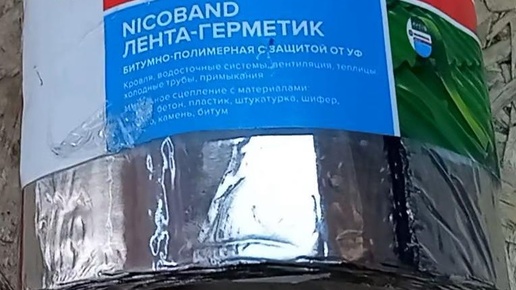 NICOBAND
ЛЕНТА-ГЕРМЕТИК
БИТУМНО-ПОЛИМЕРНАЯ С ЗАЩИТОЙ ОТ УФ
Кровля, водосточные системы, вентиляция, теплицы,
холодные трубы, примыкания
сцепление с материалами:
бетон, пластик, штукатурка, шифер,
камень, битум